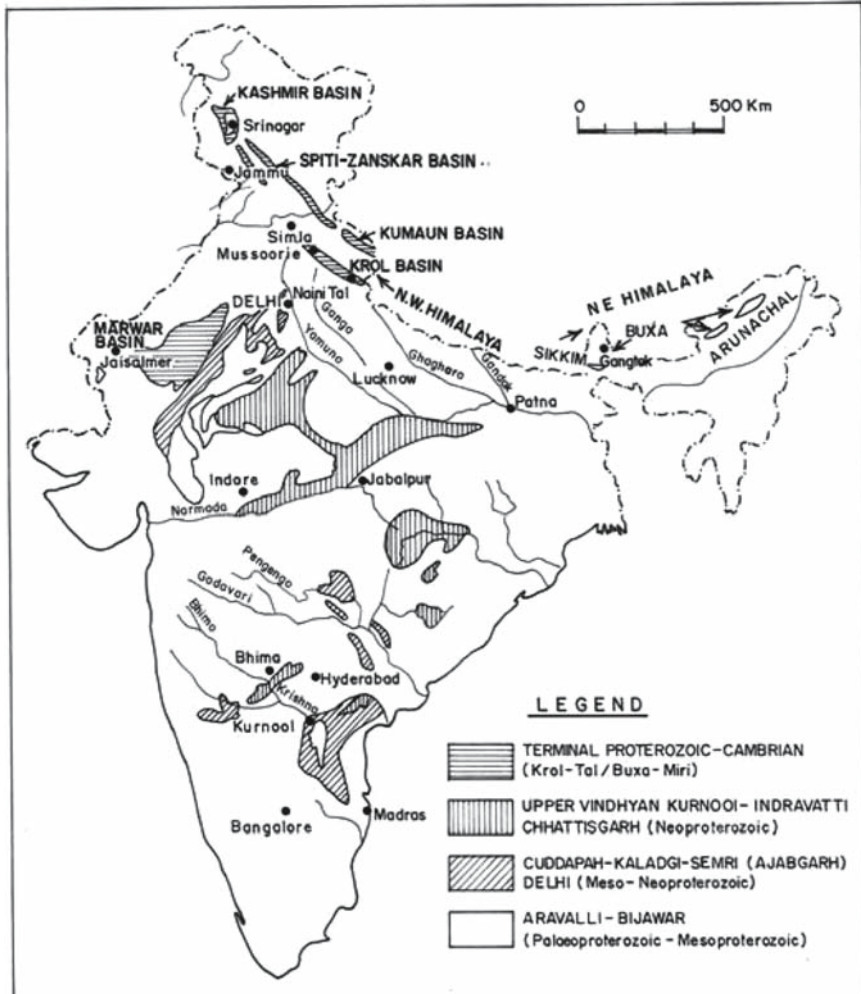 KASHMIR BASIN
Srinagar
0 500 Km
SPITI-ZANSKAR BASIN
Jammu
KUMAUN BASIN
Simla
Mussoorie
KROL BASIN
N.W. HIMALAYA
NE HIMALAYA
DELHI
Naini Tal
Ganga
Yamuna
BUXA
ARUNACHAL
MARWAR
BASIN
Jaisalmer
Ghaghara
SIKKIM
Gangtok
Lucknow
Gandak
Patna
Indore
Jabalpur
Narmada
Pengenga
Godavari
Bhima
Bhima
Hyderabad
Krishna
Kurnool
LEGEND
TERMINAL PROTEROZOIC-CAMBRIAN
(Krol-Tal/Buxa-Miri)
UPPER VINDHYAN KURNOOI-INDRAVATTI
CHHATTISGARH (Neoproterozoic)
Bangalore
Madras
CUDDAPAH-KALADGI-SEMRI (AJABGARH)
DELHI (Meso-Neoproterozoic)
ARAVALLI-BIJAWAR
(Palaeoproterozoic-Mesoproterozoic)